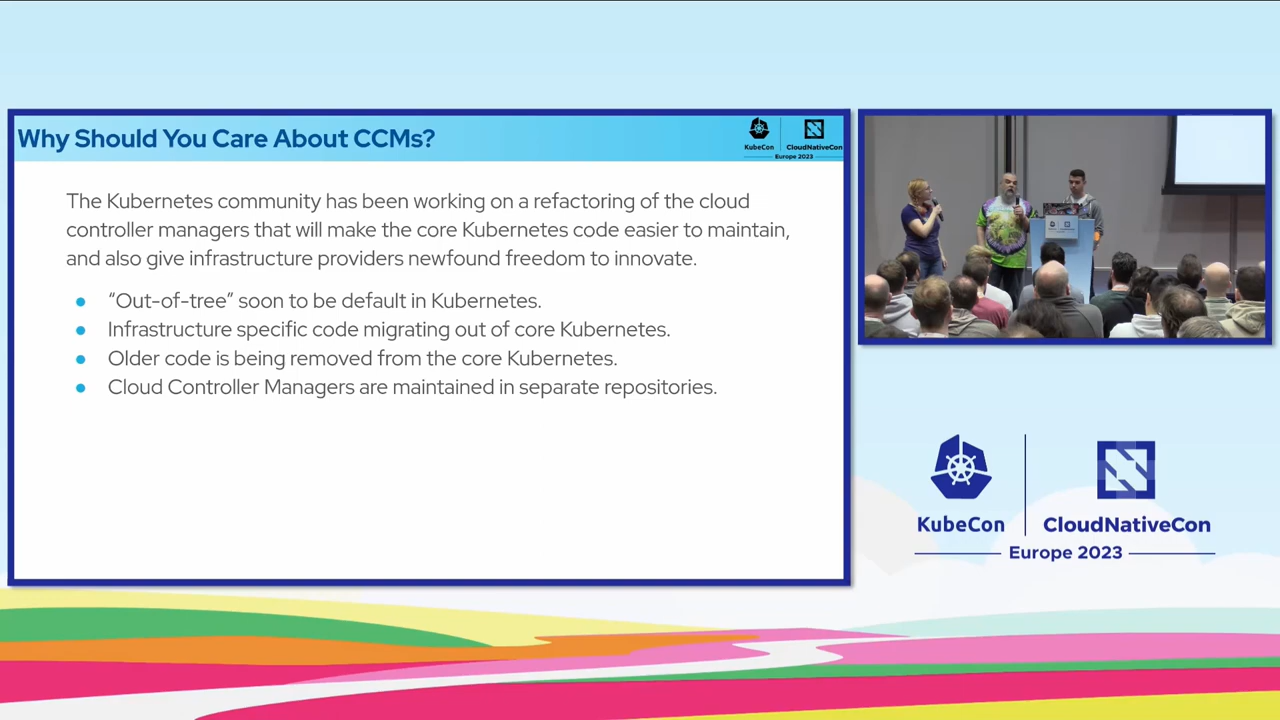 Why Should You Care About CCMs?
KubeCon
CloudNativeCon
Europe 2023
The Kubernetes community has been working on a refactoring of the cloud
controller managers that will make the core Kubernetes code easier to maintain,
and also give infrastructure providers newfound freedom to innovate.
● “Out-of-tree” soon to be default in Kubernetes.
● Infrastructure specific code migrating out of core Kubernetes.
● Older code is being removed from the core Kubernetes.
● Cloud Controller Managers are maintained in separate repositories.
KubeCon
CloudNativeCon
Europe 2023